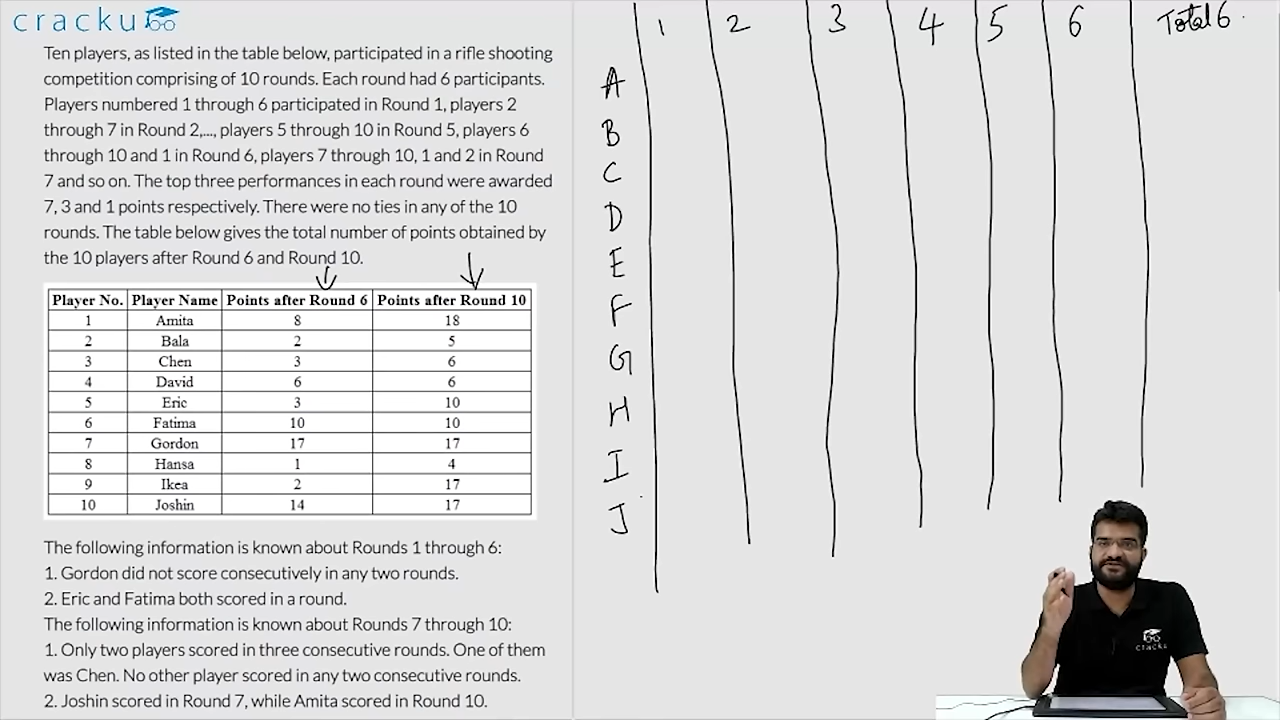 cracku
Ten players, as listed in the table below, participated in a rifle shooting
competition comprising of 10 rounds. Each round had 6 participants.
Players numbered 1 through 6 participated in Round 1, players 2
through 7 in Round 2,..., players 5 through 10 in Round 5, players 6
through 10 and 1 in Round 6, players 7 through 10, 1 and 2 in Round
7 and so on. The top three performances in each round were awarded
7, 3 and 1 points respectively. There were no ties in any of the 10
rounds. The table below gives the total number of points obtained by
the 10 players after Round 6 and Round 10.
Player No. Player Name Points after Round 6 Points after Round 10
1 Amita 8 18
2 Bala 2 5
3 Chen 3 6
4 David 6 6
5 Eric 3 10
6 Fatima 10 10
7 Gordon 17 17
8 Hansa 1 4
9 Ikea 2 17
10 Joshin 14 17
The following information is known about Rounds 1 through 6:
1. Gordon did not score consecutively in any two rounds.
2. Eric and Fatima both scored in a round.
The following information is known about Rounds 7 through 10:
1. Only two players scored in three consecutive rounds. One of them
was Chen. No other player scored in any two consecutive rounds.
2. Joshin scored in Round 7, while Amita scored in Round 10.
1 2 3 4 5 6 Total 6
A
B
C
D
E
F
G
H
I
J
cracku